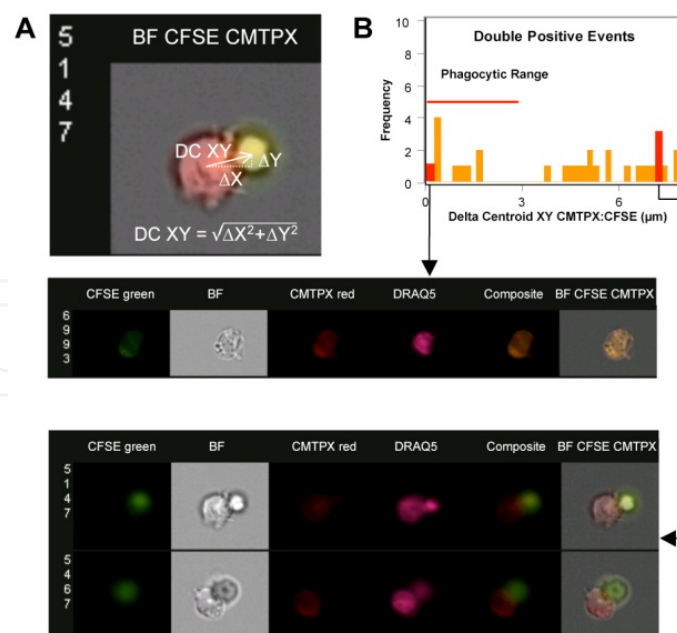 A
5
1
4
7
BF CFSE CMTPX
DC XY
ΔY
ΔX
DC XY = √ΔX²+ΔY²
B
Double Positive Events
Phagocytic Range
Frequency
10
8
6
4
2
0
0
3
6
Delta Centroid XY CMTPX:CFSE (µm)
CFSE green BF CMTPX red DRAQ5 Composite BF CFSE CMTPX
6
9
9
3
CFSE green BF CMTPX red DRAQ5 Composite BF CFSE CMTPX
5
1
4
7
5
4
6
7